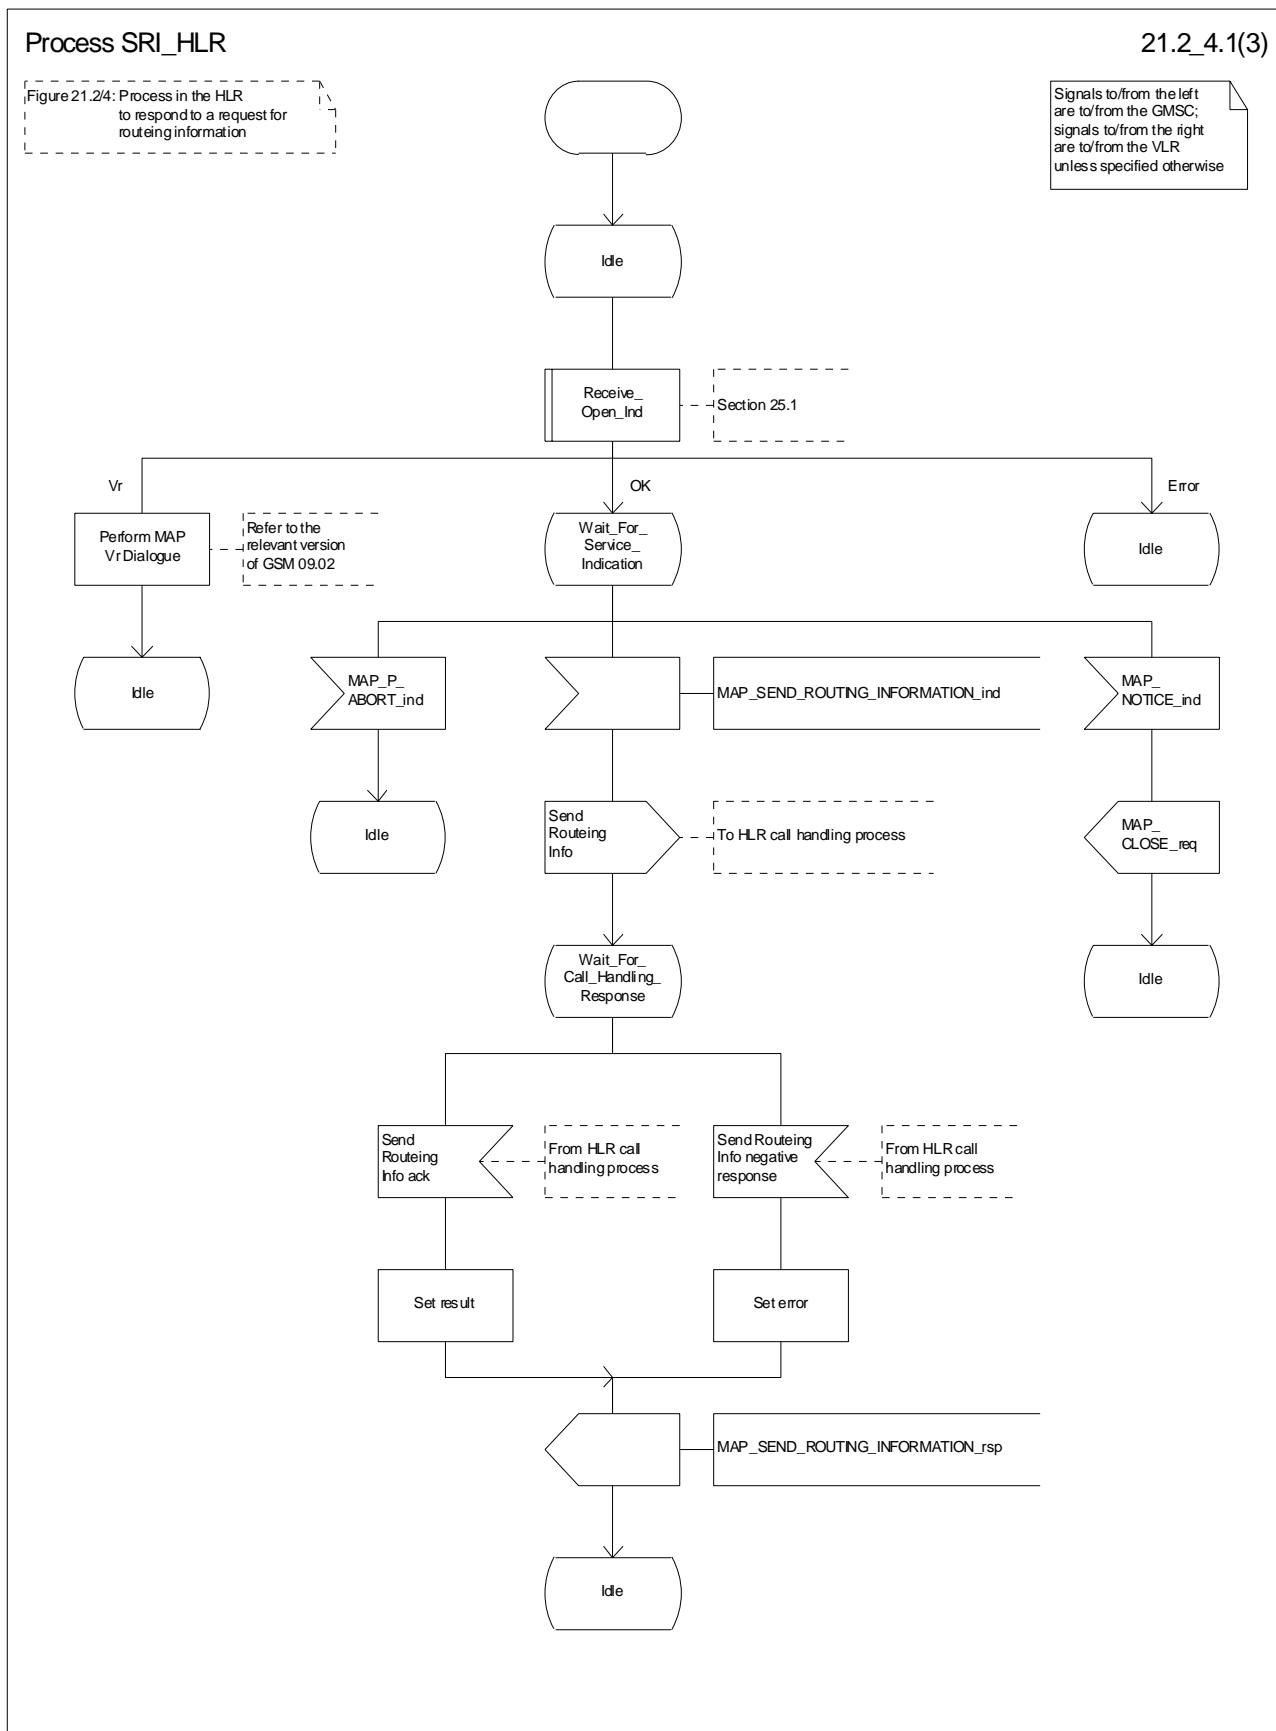 Process SRI_HLR
21.2_4.1(3)
Figure 21.2/4: Process in the HLR
to respond to a request for
routeing information
Signals to/from the left
are to/from the GMSC;
signals to/from the right
are to/from the VLR
unless specified otherwise
Idle
Receive_
Open_Ind
Section 25.1
Vr
OK
Error
Perform MAP
Vr Dialogue
Refer to the
relevant version
of GSM 09.02
Wait_For_
Service_
Indication
Idle
Idle
MAP_P_
ABORT_ind
MAP_SEND_ROUTING_INFORMATION_ind
MAP_
NOTICE_ind
Idle
Send
Routeing
Info
To HLR call handling process
MAP_
CLOSE_req
Wait_For_
Call_Handling_
Response
Idle
Send
Routeing
Info ack
From HLR call
handling process
Send Routeing
Info negative
response
From HLR call
handling process
Set result
Set error
MAP_SEND_ROUTING_INFORMATION_rsp
Idle